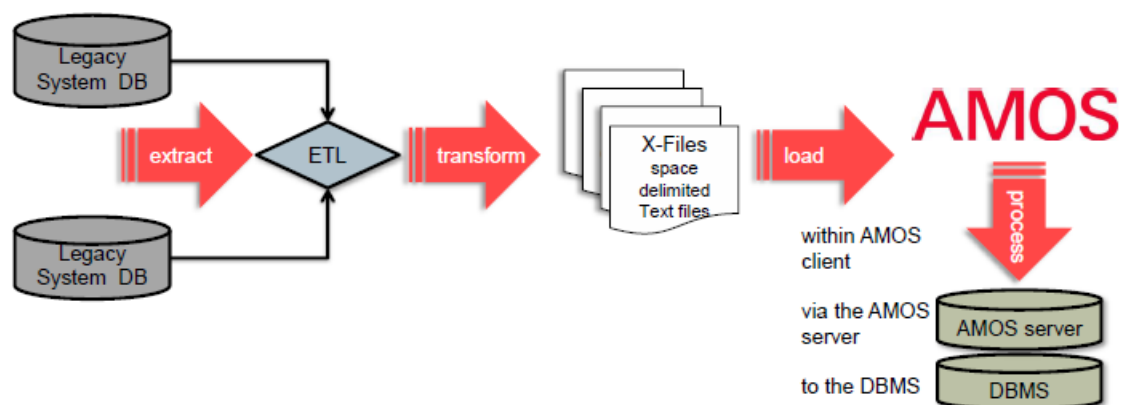 Legacy
System DB
extract
ETL
transform
X-Files
space
delimited
Text files
load
AMOS
process
Legacy
System DB
within AMOS
client
via the AMOS
server
AMOS server
to the DBMS
DBMS